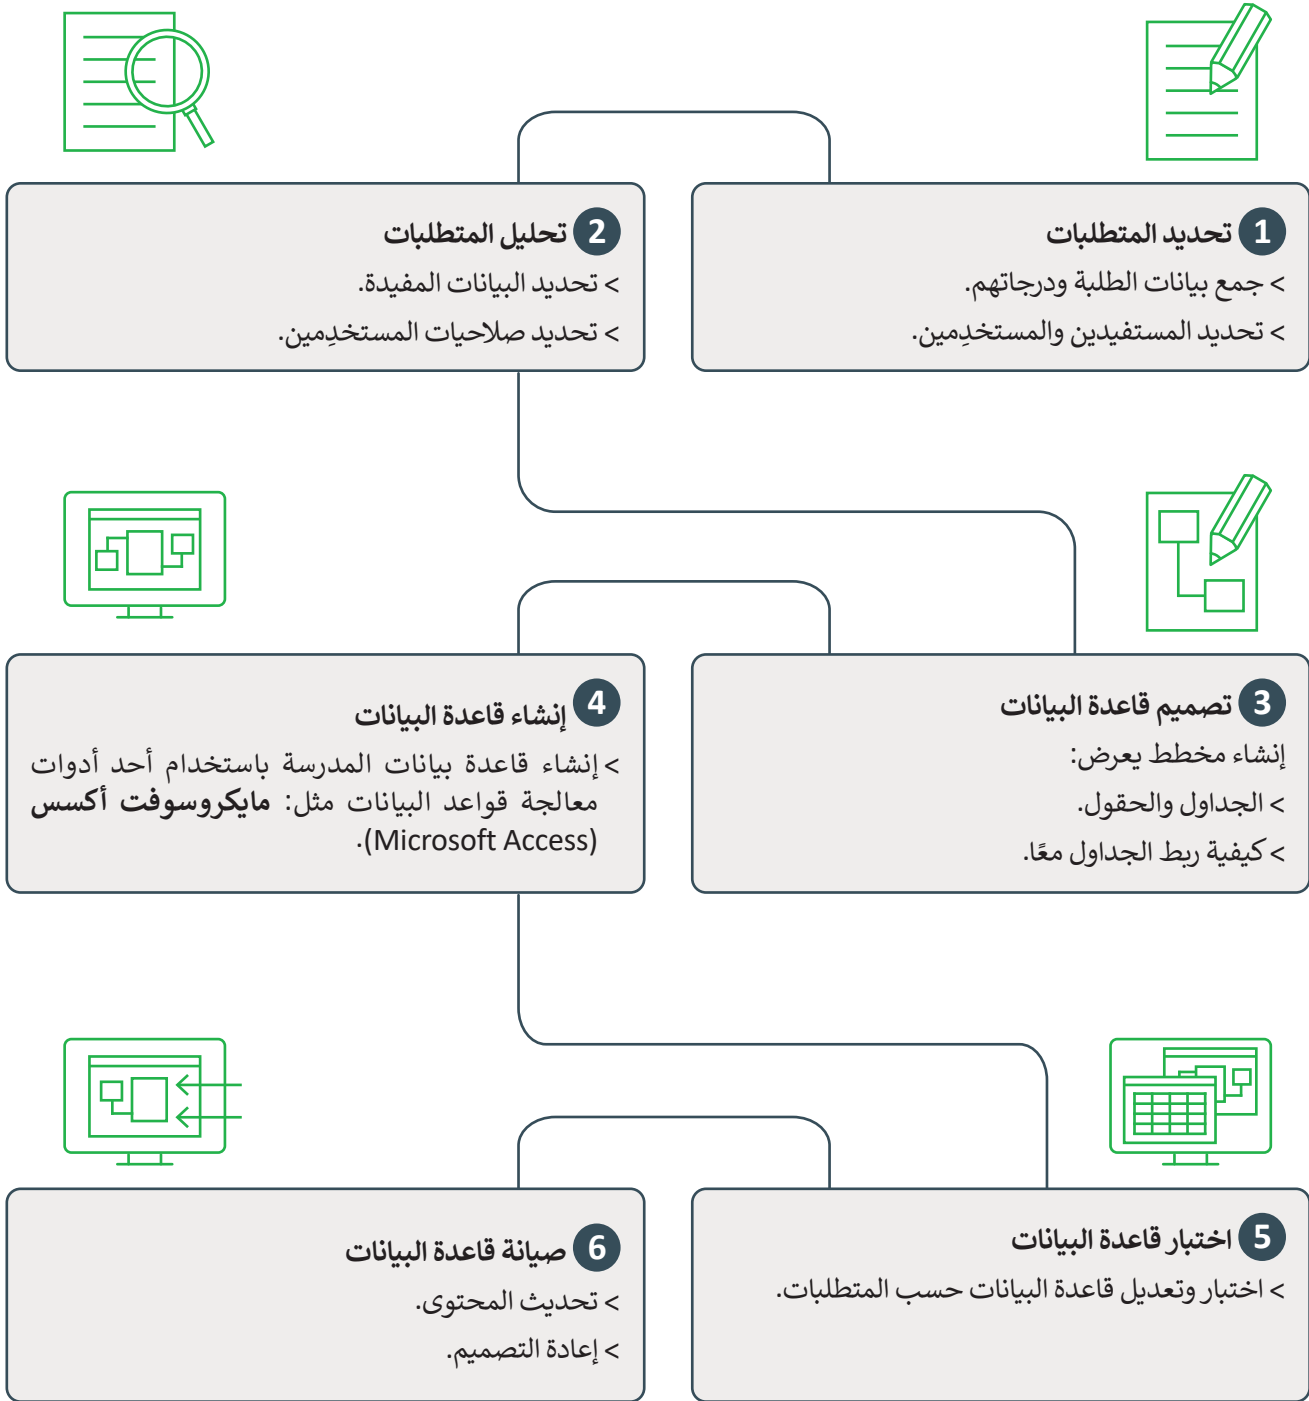 1 تحديد المتطلبات
> جمع بيانات الطلبة ودرجاتهم.
> تحديد المستفيدين والمستخدِمين.
2 تحليل المتطلبات
> تحديد البيانات المفيدة.
> تحديد صلاحيات المستخدِمين.
3 تصميم قاعدة البيانات
إنشاء مخطط يعرض:
> الجداول والحقول.
> كيفية ربط الجداول معًا.
4 إنشاء قاعدة البيانات
> إنشاء قاعدة بيانات المدرسة باستخدام أحد أدوات
معالجة قواعد البيانات مثل: مايكروسوفت أكسس
(Microsoft Access).
5 اختبار قاعدة البيانات
> اختبار وتعديل قاعدة البيانات حسب المتطلبات.
6 صيانة قاعدة البيانات
> تحديث المحتوى.
> إعادة التصميم.